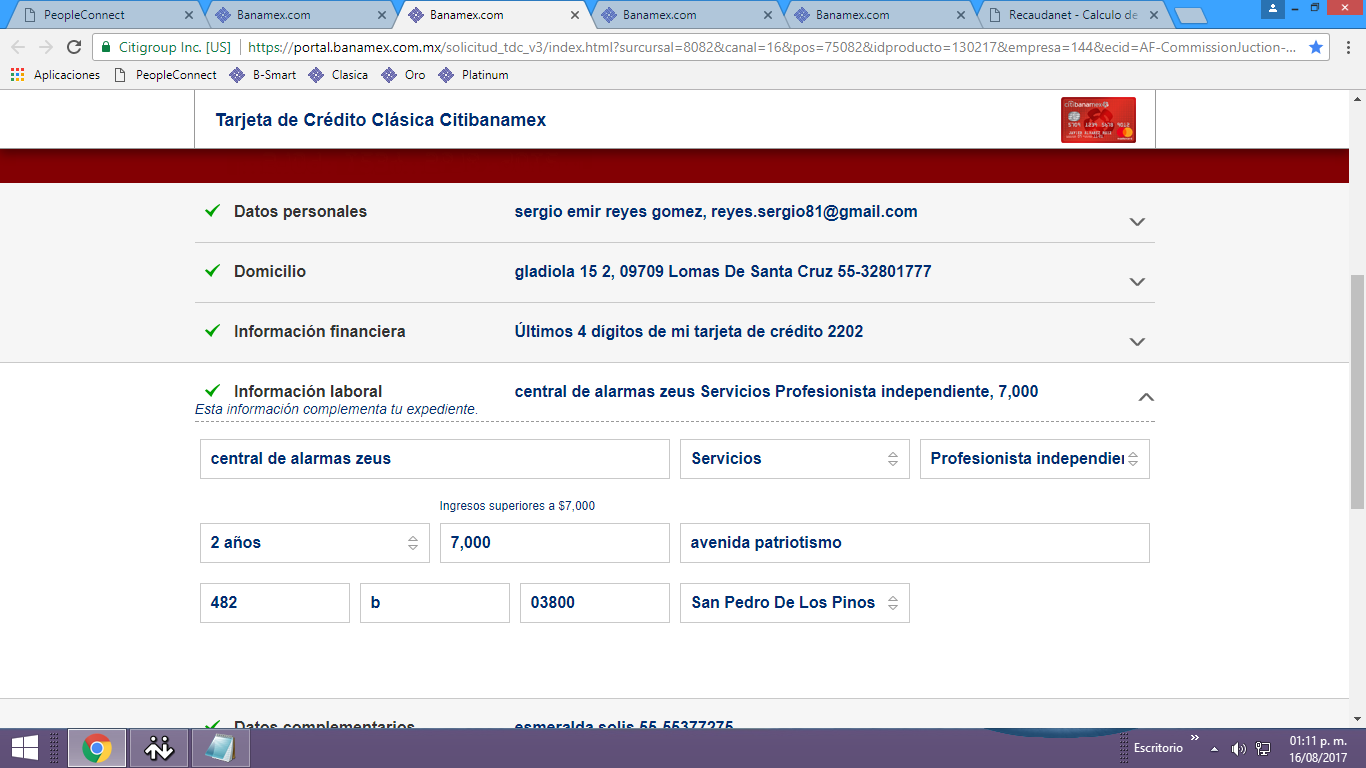 PeopleConnect
Banamex.com
Banamex.com
Banamex.com
Banamex.com
Recaudanet - Calculo de
Citigroup Inc. [US] https://portal.banamex.com.mx/solicitud_tdc_v3/index.html?surcursal=8082&canal=16&pos=75082&idproducto=130217&empresa=144&ecid=AF-CommissionJuction-...
Aplicaciones PeopleConnect B-Smart Clasica Oro Platinum
Tarjeta de Crédito Clásica Citibanamex
citibanamex
Datos personales sergio emir reyes gomez, reyes.sergio81@gmail.com
Domicilio gladiola 15 2, 09709 Lomas De Santa Cruz 55-32801777
Información financiera Últimos 4 dígitos de mi tarjeta de crédito 2202
Información laboral central de alarmas zeus Servicios Profesionista independiente, 7,000
Esta información complementa tu expediente.
central de alarmas zeus Servicios Profesionista independier
Ingresos superiores a $7,000
2 años 7,000 avenida patriotismo
482 b 03800 San Pedro De Los Pinos
Datos complementarios esmeralda solis 55-55377275
Escritorio » 01:11 p. m.
16/08/2017